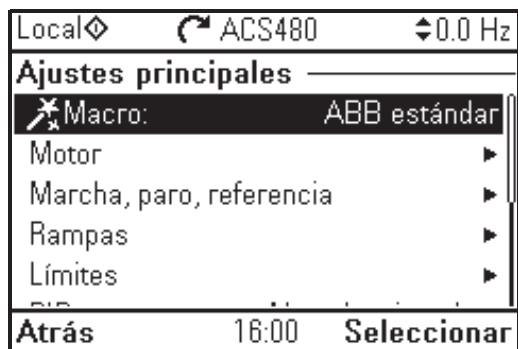 Local ACS480 0.0 Hz
Ajustes principales
Macro: ABB estándar
Motor
Marcha, paro, referencia
Rampas
Límites
Atrás 16:00 Seleccionar